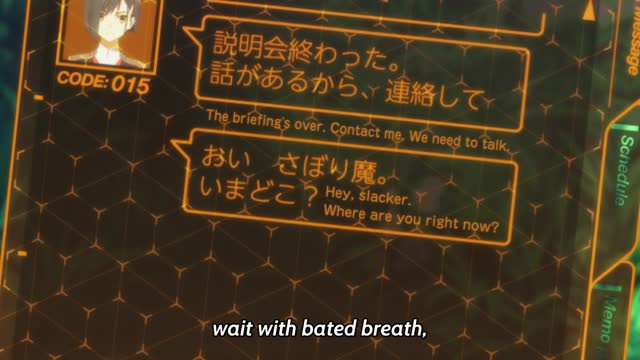 CODE:015
説明会終わった。
話があるから、連絡して
The briefing's over. Contact me. We need to talk.
おい　さぼり魔。
いまどこ？
Hey, slacker.
Where are you right now?
Message
Schedule
Memo
wait with bated breath,